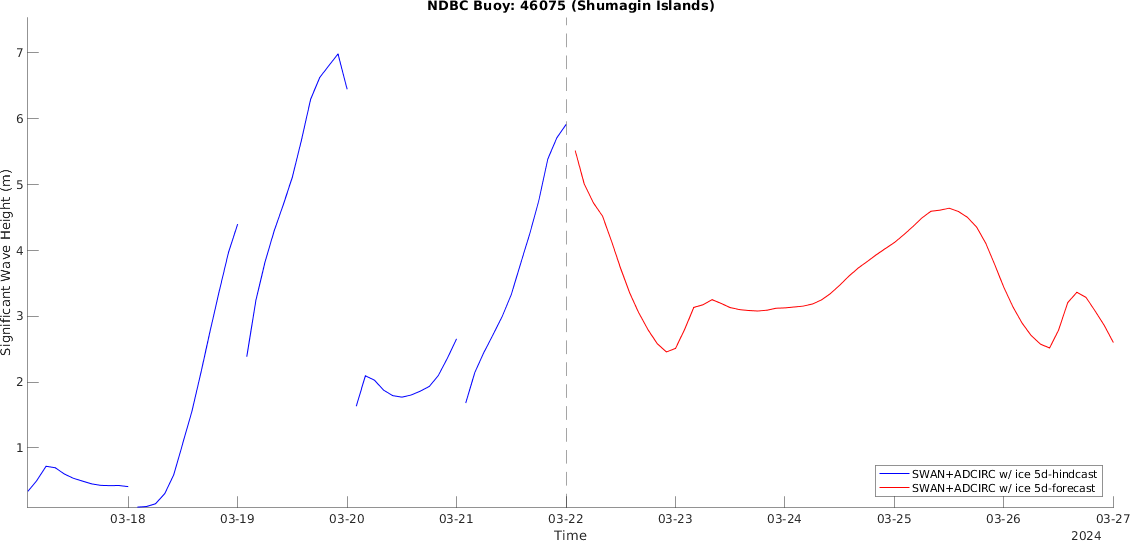 NDBC Buoy: 46075 (Shumagin Islands)
Significant Wave Height (m)
7
6
5
4
3
2
1
SWAN+ADCIRC w/ ice 5d-hindcast
SWAN+ADCIRC w/ ice 5d-forecast
03-18 03-19 03-20 03-21 03-22 03-23 03-24 03-25 03-26 03-27
Time
2024